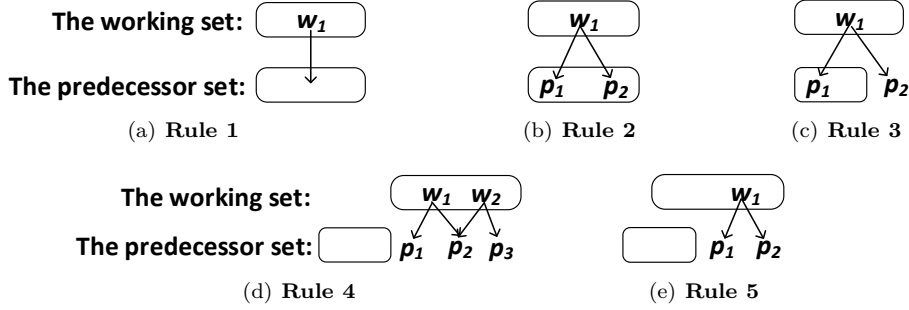 The working set: w₁ w₁ w₁
The predecessor set: p₁ p₂ p₁ p₂
(a) Rule 1 (b) Rule 2 (c) Rule 3
The working set: w₁ w₂ w₁
The predecessor set: p₁ p₂ p₃ p₁ p₂
(d) Rule 4 (e) Rule 5